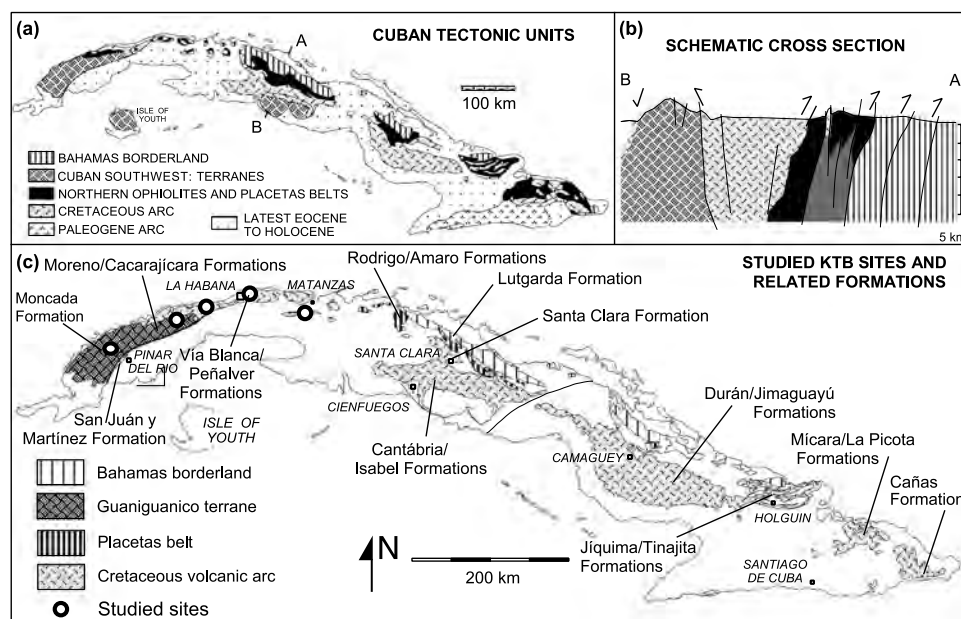 (a)
CUBAN TECTONIC UNITS
A
100 km
ISLE OF
YOUTH
B
BAHAMAS BORDERLAND
CUBAN SOUTHWEST: TERRANES
NORTHERN OPHIOLITES AND PLACETAS BELTS
CRETACEOUS ARC
PALEOGENE ARC
LATEST EOCENE
TO HOLOCENE
(b)
SCHEMATIC CROSS SECTION
B
A
5 km
(c)
STUDIED KTB SITES AND
RELATED FORMATIONS
Moreno/Cacarajícara Formations
Rodrigo/Amaro Formations
Lutgarda Formation
Santa Clara Formation
LA HABANA
MATANZAS
Moncada
Formation
PINAR
DEL RIO
Vía Blanca/
Peñalver
Formations
SANTA CLARA
San Juán y
Martínez Formation
ISLE OF
YOUTH
CIENFUEGOS
Cantábria/
Isabel Formations
Durán/Jimaguayú
Formations
CAMAGUEY
Mícara/La Picota
Formations
Cañas
Formation
HOLGUIN
Jíquima/Tinajita
Formations
SANTIAGO
DE CUBA
Bahamas borderland
Guaniguanico terrane
Placetas belt
Cretaceous volcanic arc
Studied sites
N
200 km